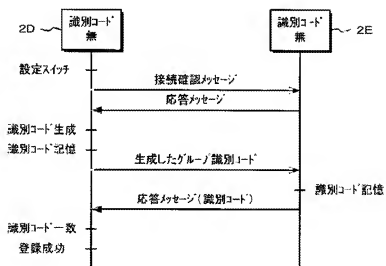 2D
識別コード
無
識別コード
無
2E
設定スイッチ
接続確認メッセージ
応答メッセージ
識別コード生成
識別コード記憶
生成したグループ識別コード
識別コード記憶
応答メッセージ(識別コード)
識別コード一致
登録成功